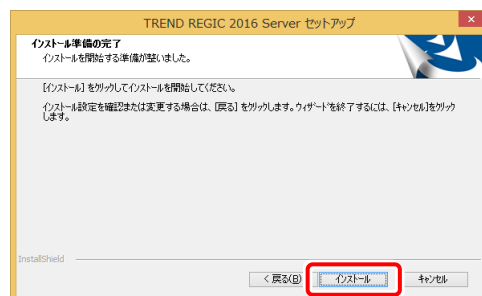 TREND REGIC 2016 Server セットアップ
インストール準備の完了
インストールを開始する準備が整いました。
[インストール] をクリックしてインストールを開始してください。
インストール設定を確認または変更する場合は、[戻る] をクリックします。ウィザードを終了するには、[キャンセル]をクリック
します。
InstallShield
< 戻る(B)
インストール
キャンセル